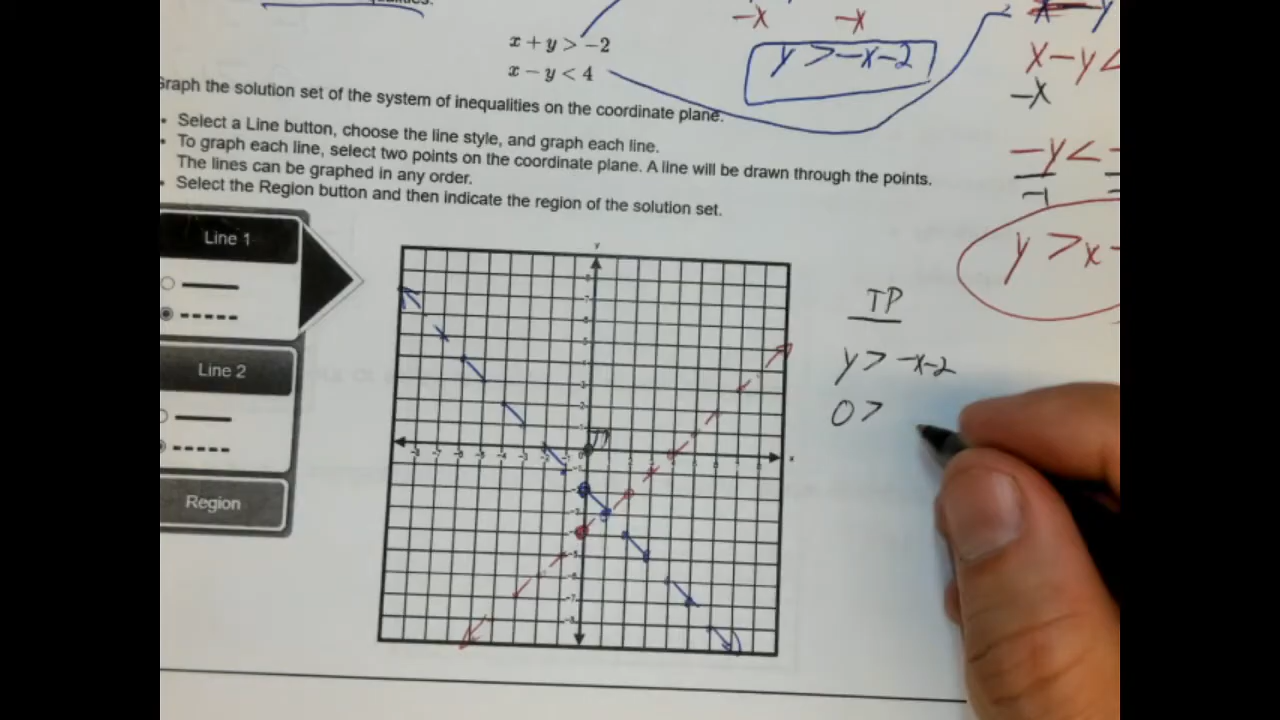 x + y > −2
x − y < 4
−x −x
y > −x−2
x−y<
−x
−y<−
−1
y > x−
Graph the solution set of the system of inequalities on the coordinate plane.
• Select a Line button, choose the line style, and graph each line.
• To graph each line, select two points on the coordinate plane. A line will be drawn through the points.
The lines can be graphed in any order.
• Select the Region button and then indicate the region of the solution set.
Line 1
Line 2
Region
y
x
TP
TP
y > −x−2
0 >